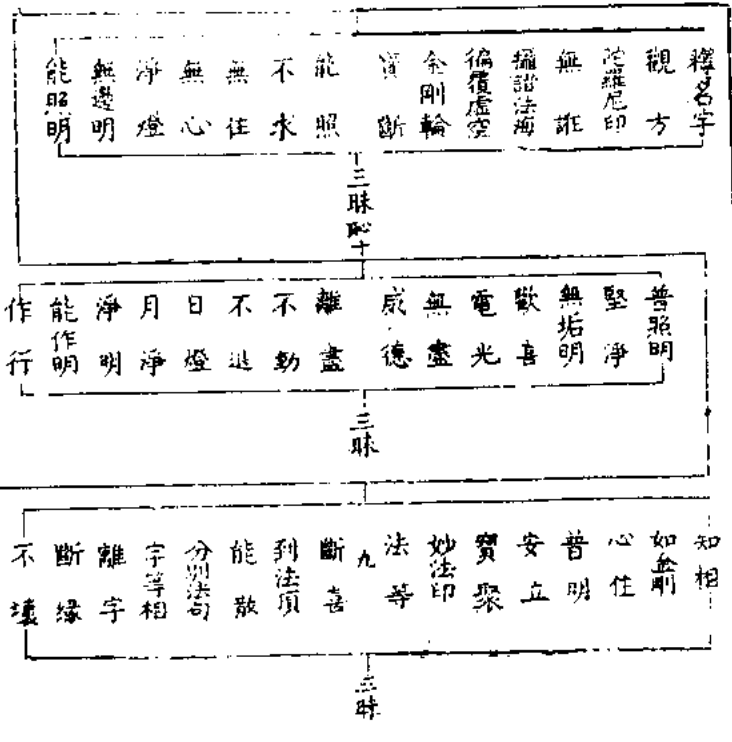 釋名字
觀方
陀羅尼印
無誑
攝諸法海
徧覆虛空
金剛輪
寶斷
能照
不求
無住
無心
淨燈
無邊明
能照明
三昧
普照明
堅淨
無垢明
歡喜
電光
無盡
威德
離盡
不動
不退
日燈
月淨
淨明
能作明
作行
三昧
知相
如金剛
心住
普明
安立
寶聚
妙法印
法等
九
斷喜
到法頂
能散
分別法句
字等相
離字
斷緣
不壞
三昧